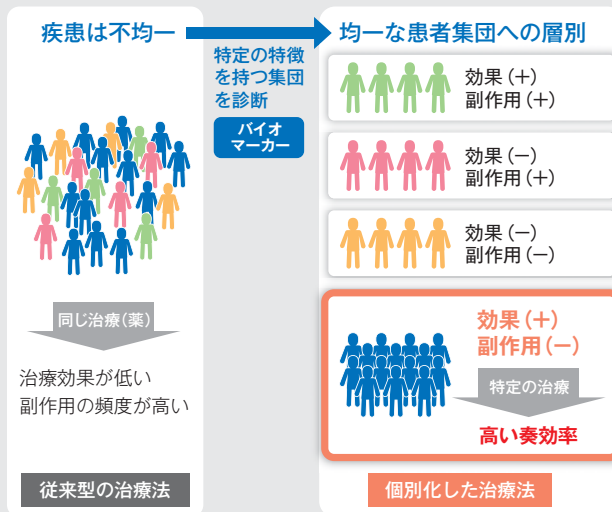 疾患は不均一
特定の特徴
を持つ集団
を診断
バイオ
マーカー
均一な患者集団への層別
効果(+)
副作用(+)
効果(−)
副作用(+)
効果(−)
副作用(−)
効果(+)
副作用(−)
特定の治療
高い奏効率
同じ治療(薬)
治療効果が低い
副作用の頻度が高い
従来型の治療法
個別化した治療法